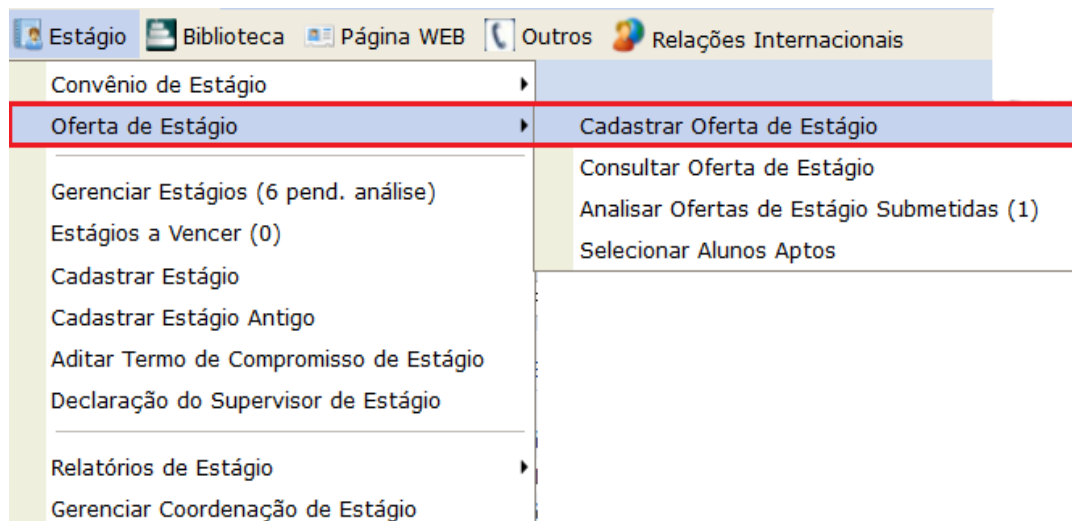 Estágio Biblioteca Página WEB Outros Relações Internacionais
Convênio de Estágio
Oferta de Estágio
Cadastrar Oferta de Estágio
Consultar Oferta de Estágio
Analisar Ofertas de Estágio Submetidas (1)
Selecionar Alunos Aptos
Gerenciar Estágios (6 pend. análise)
Estágios a Vencer (0)
Cadastrar Estágio
Cadastrar Estágio Antigo
Aditar Termo de Compromisso de Estágio
Declaração do Supervisor de Estágio
Relatórios de Estágio
Gerenciar Coordenação de Estágio